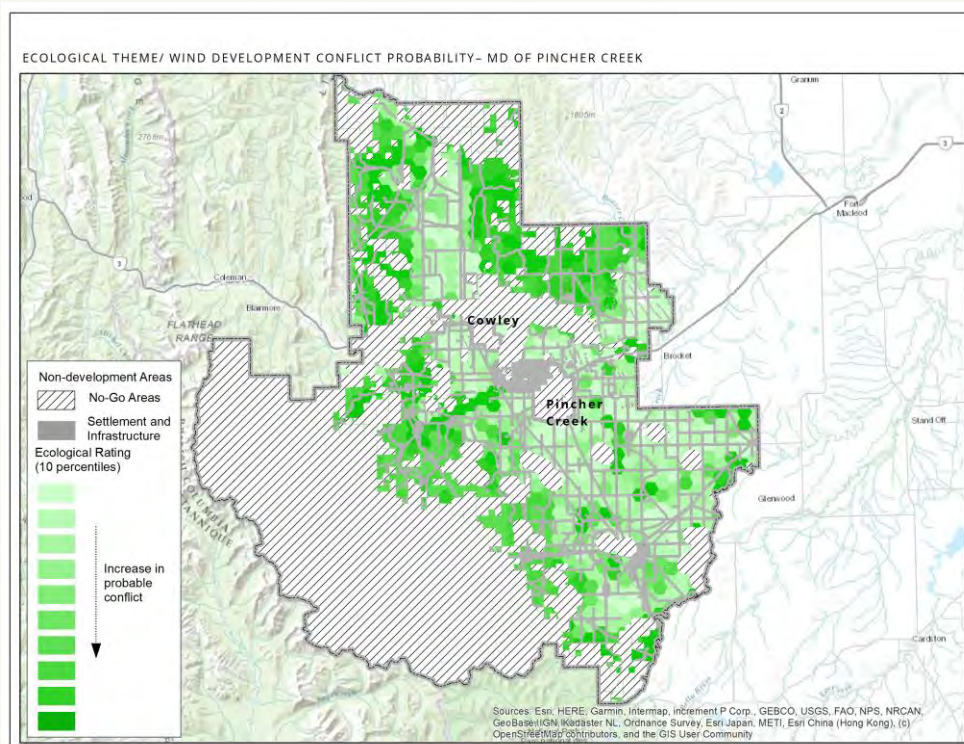 ECOLOGICAL THEME/ WIND DEVELOPMENT CONFLICT PROBABILITY– MD OF PINCHER CREEK
Granum
2
3
Fort
Macleod
3
Coleman
Blairmore
FLATHEAD
RANGE
Cowley
Brocket
Pincher
Creek
Stand Off
Glenwood
Cardston
Non-development Areas
No-Go Areas
Settlement and
Infrastructure
Ecological Rating
(10 percentiles)
Increase in
probable
conflict
Sources: Esri, HERE, Garmin, Intermap, increment P Corp., GEBCO, USGS, FAO, NPS, NRCAN,
GeoBase, IGN, Kadaster NL, Ordnance Survey, Esri Japan, METI, Esri China (Hong Kong), (c)
OpenStreetMap contributors, and the GIS User Community